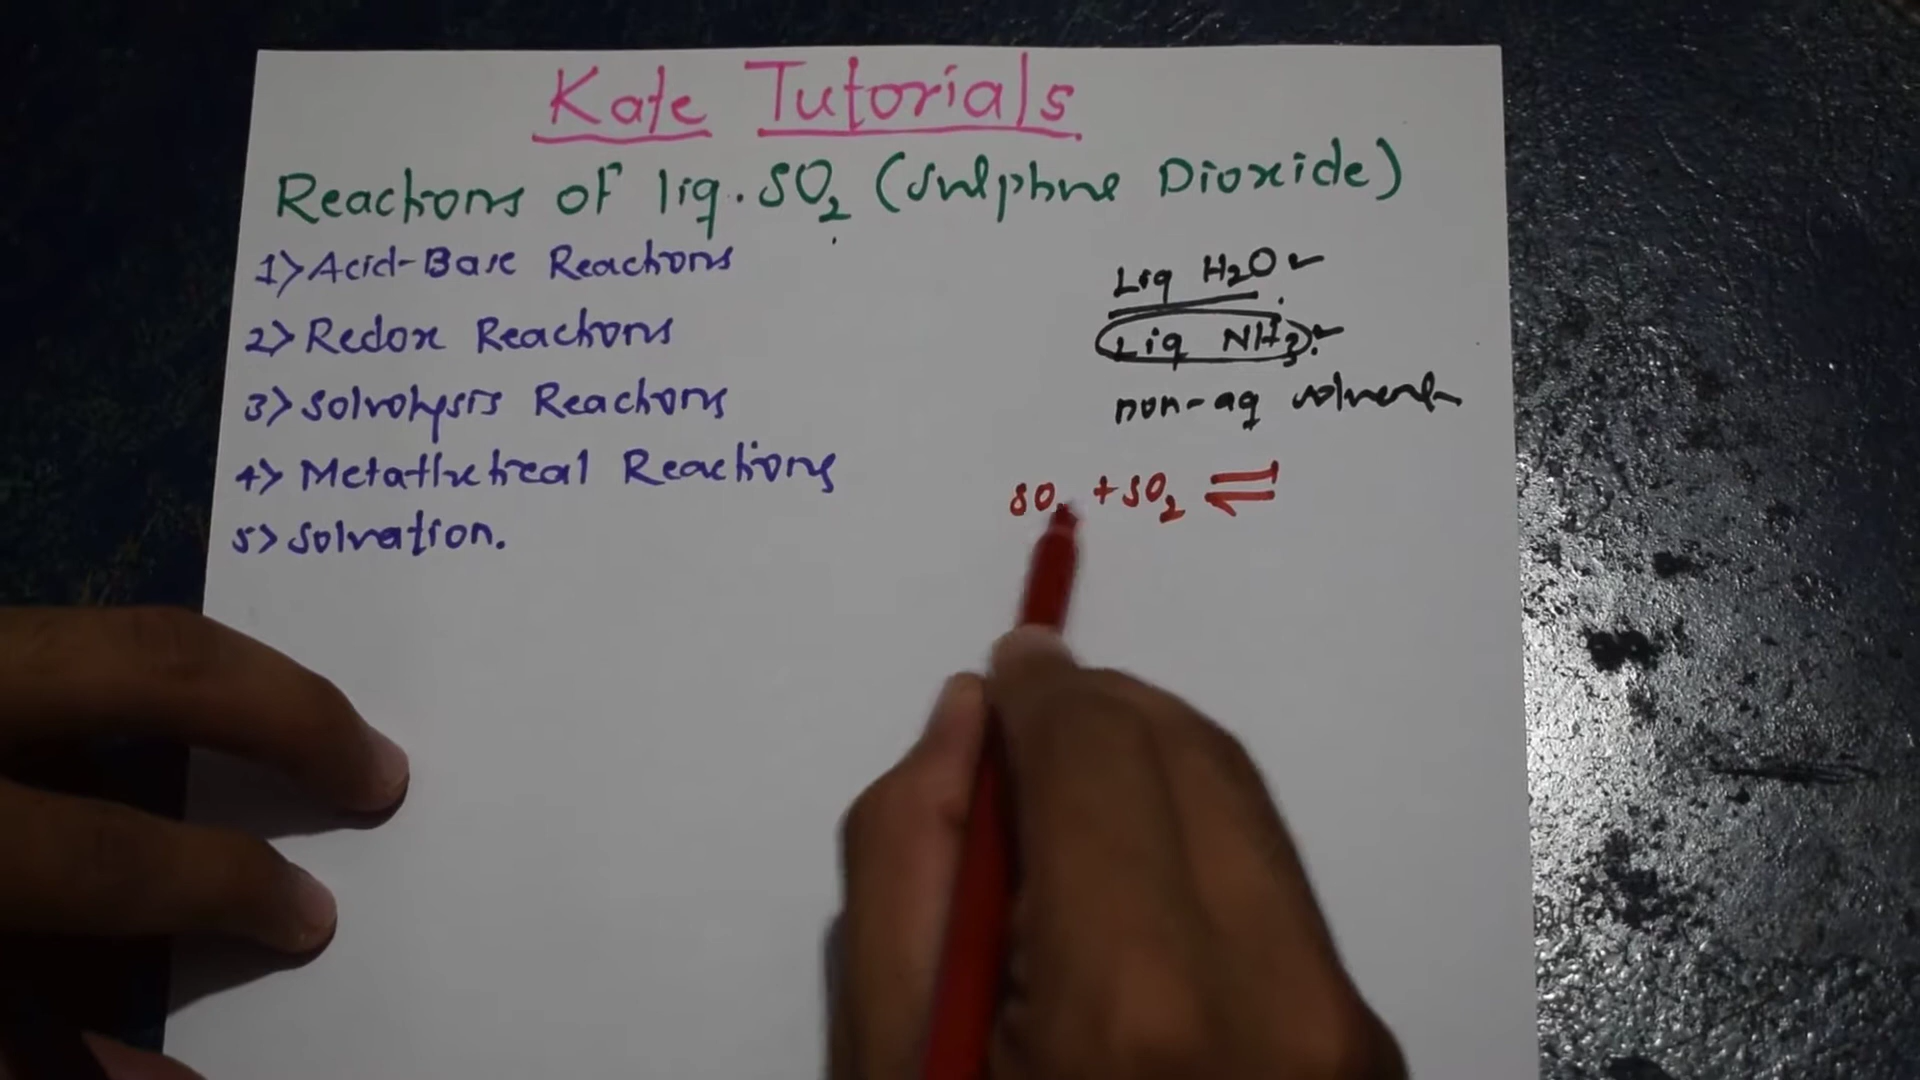 Kate Tutorials
Reactions of liq. SO2 (Sulphur Dioxide)
1> Acid-Base Reactions
2> Redox Reactions
3> Solvolysis Reactions
4> Metathetical Reactions
5> Solvation.
Liq H2O ✓
Liq NH3. ✓
non-aq solvent
SO2 + SO2 ⇌